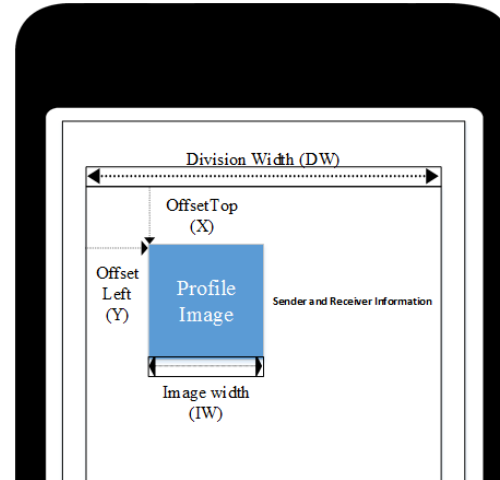 Division Width (DW)
OffsetTop
(X)
Offset
Left
(Y)
Profile
Image
Sender and Receiver Information
Image width
(IW)